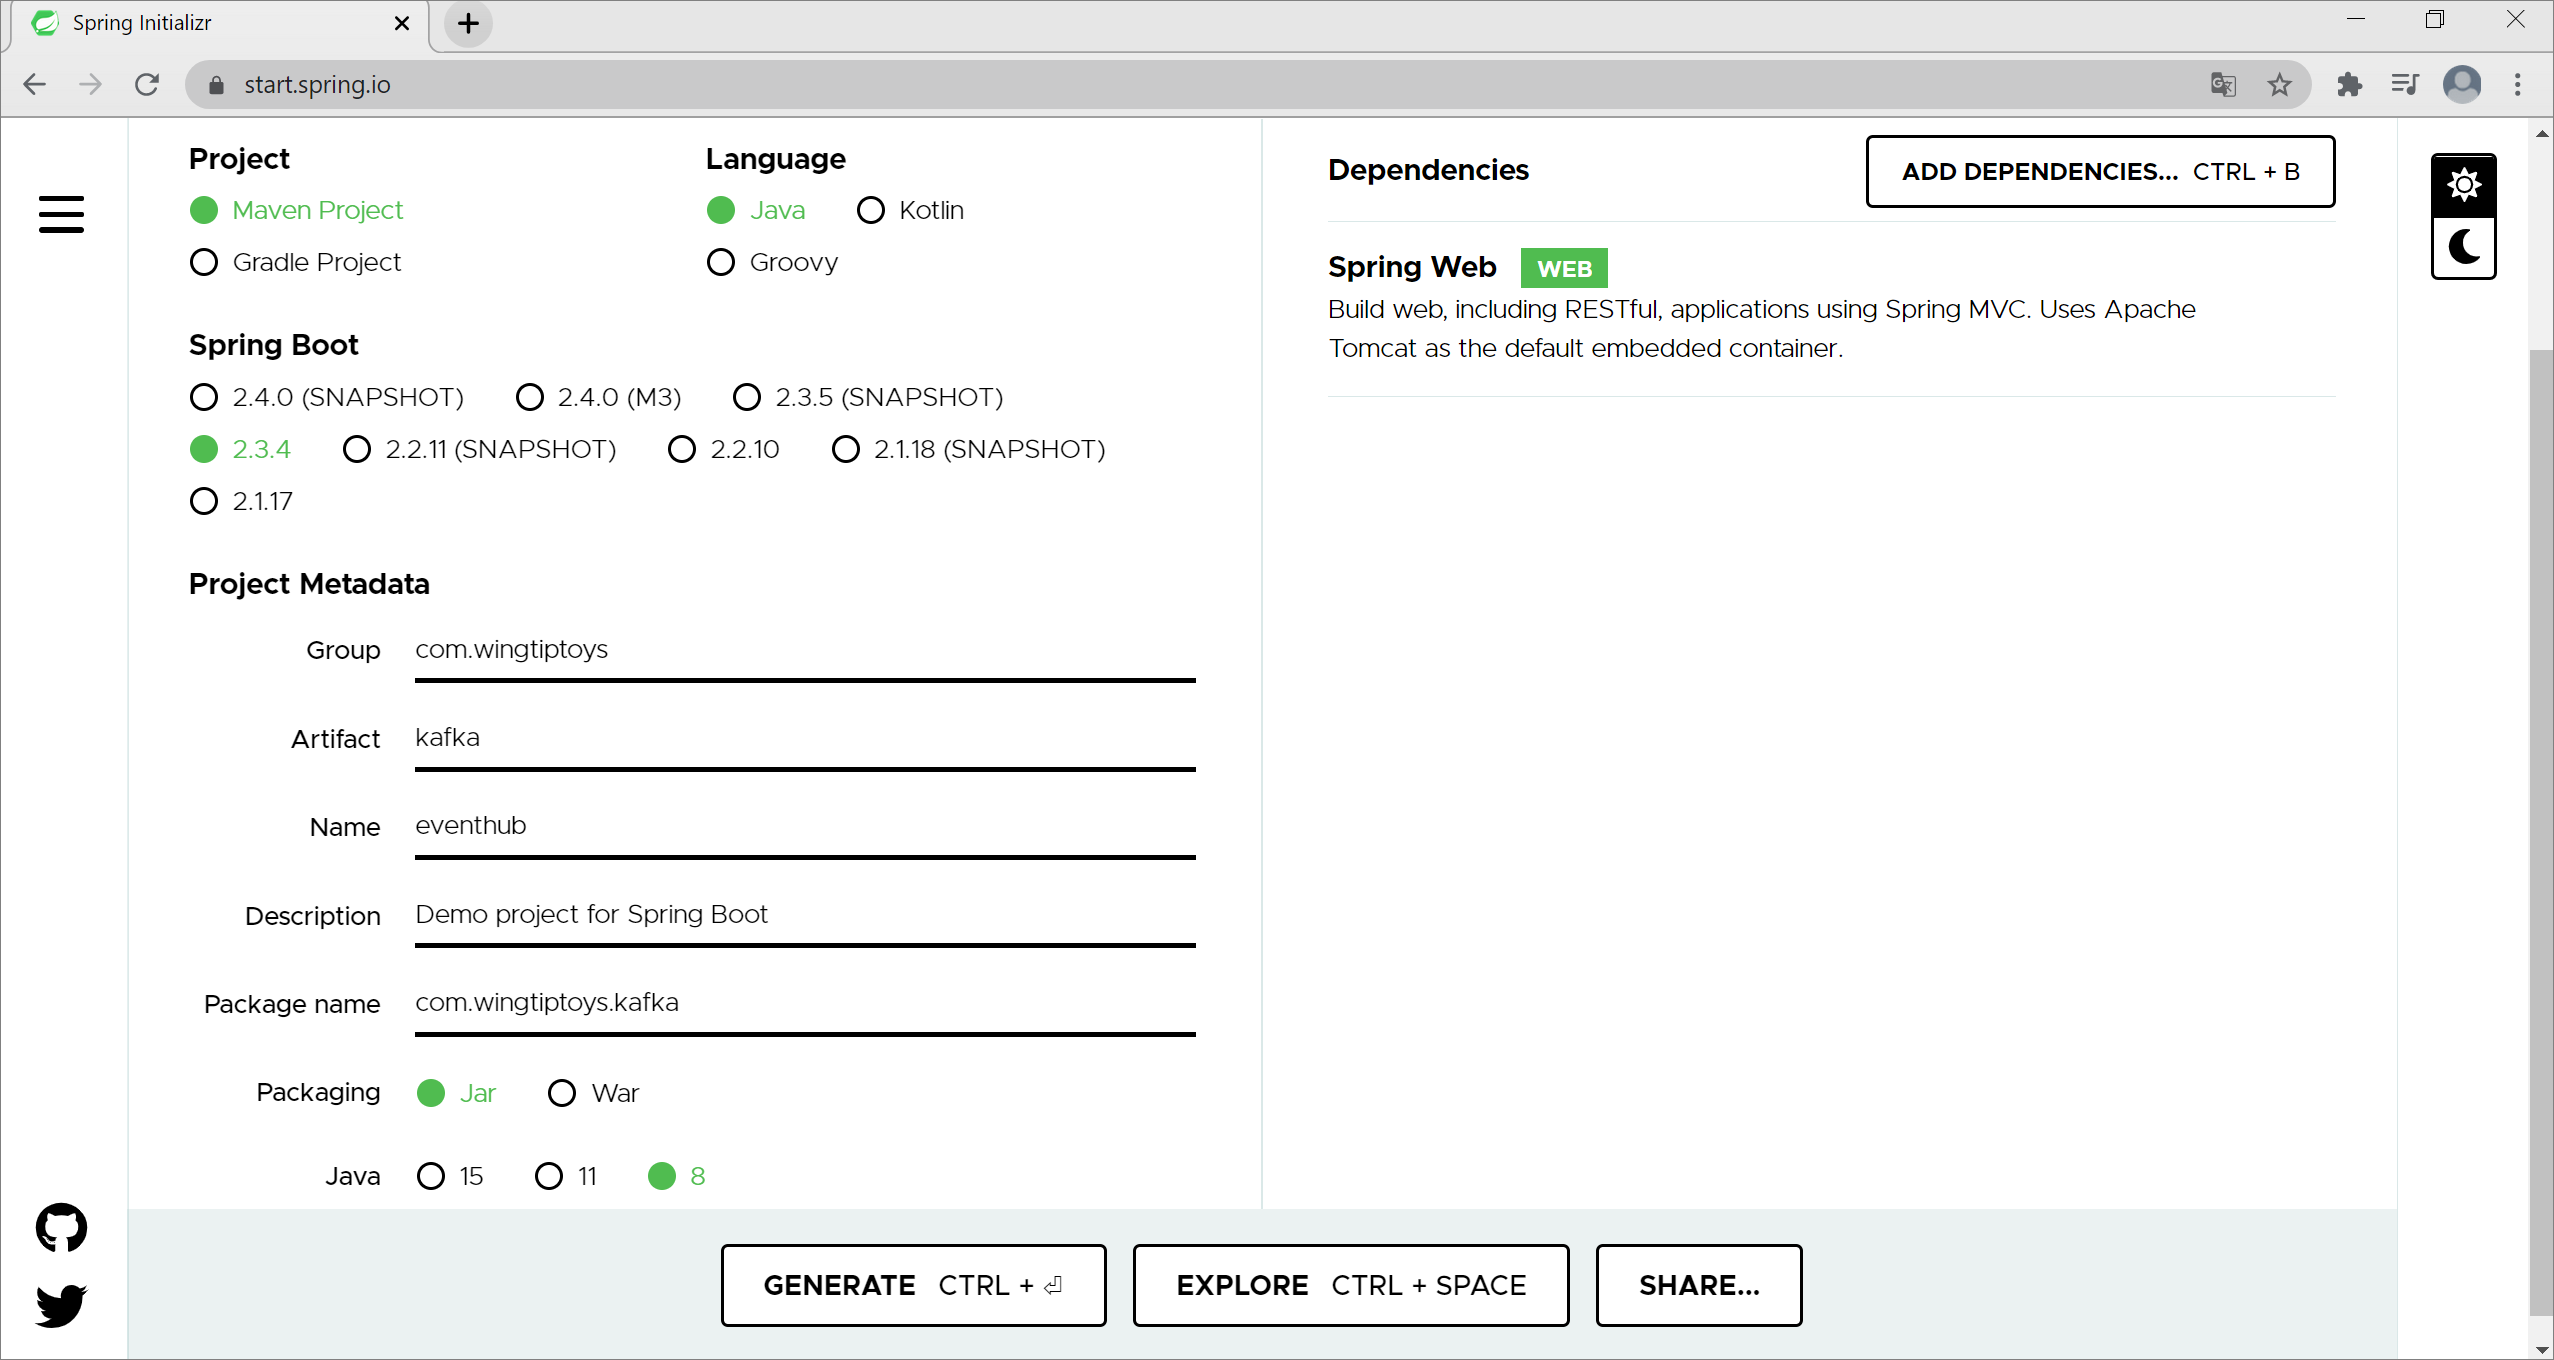 Spring Initializr
start.spring.io
Project
Maven Project
Gradle Project
Language
Java Kotlin
Groovy
Spring Boot
2.4.0 (SNAPSHOT) 2.4.0 (M3) 2.3.5 (SNAPSHOT)
2.3.4 2.2.11 (SNAPSHOT) 2.2.10 2.1.18 (SNAPSHOT)
2.1.17
Project Metadata
Group com.wingtiptoys
Artifact kafka
Name eventhub
Description Demo project for Spring Boot
Package name com.wingtiptoys.kafka
Packaging Jar War
Java 15 11 8
Dependencies ADD DEPENDENCIES... CTRL + B
Spring Web WEB
Build web, including RESTful, applications using Spring MVC. Uses Apache
Tomcat as the default embedded container.
GENERATE CTRL + ⏎ EXPLORE CTRL + SPACE SHARE...